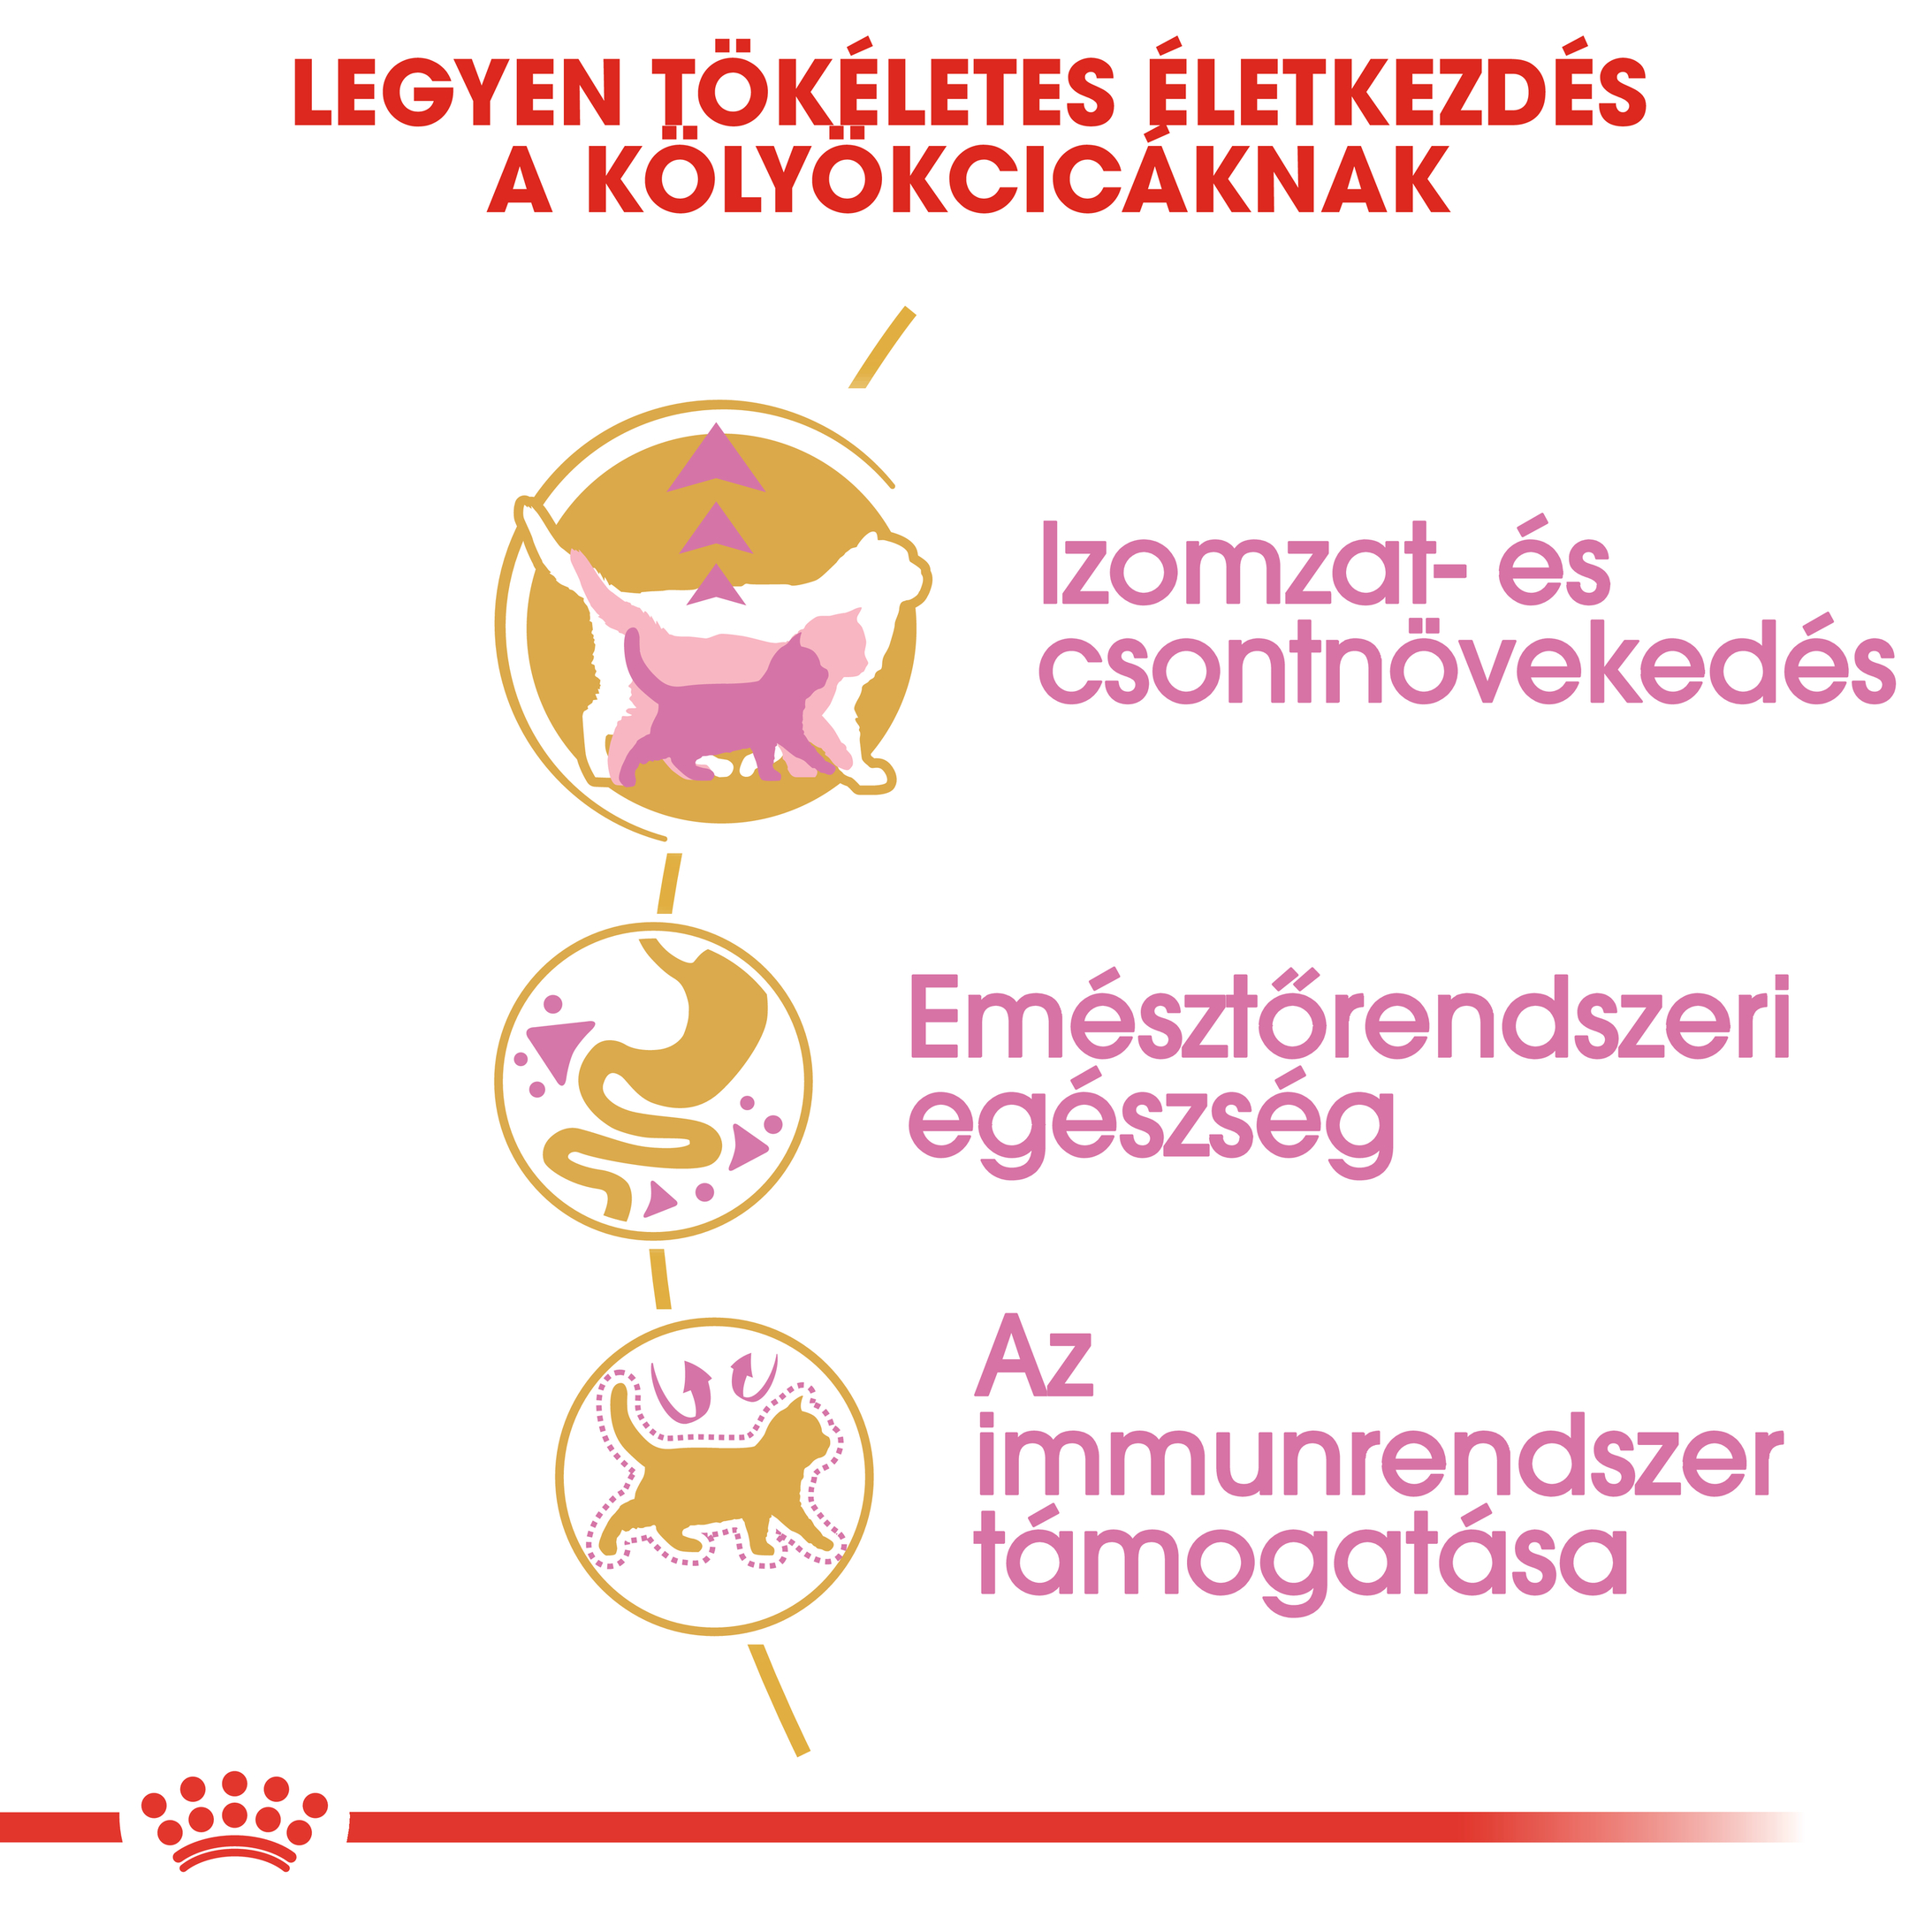 LEGYEN TÖKÉLETES ÉLETKEZDÉS
A KÖLYÖKCICÁKNAK
Izomzat- és
csontnövekedés
Emésztőrendszeri
egészség
Az
immunrendszer
támogatása